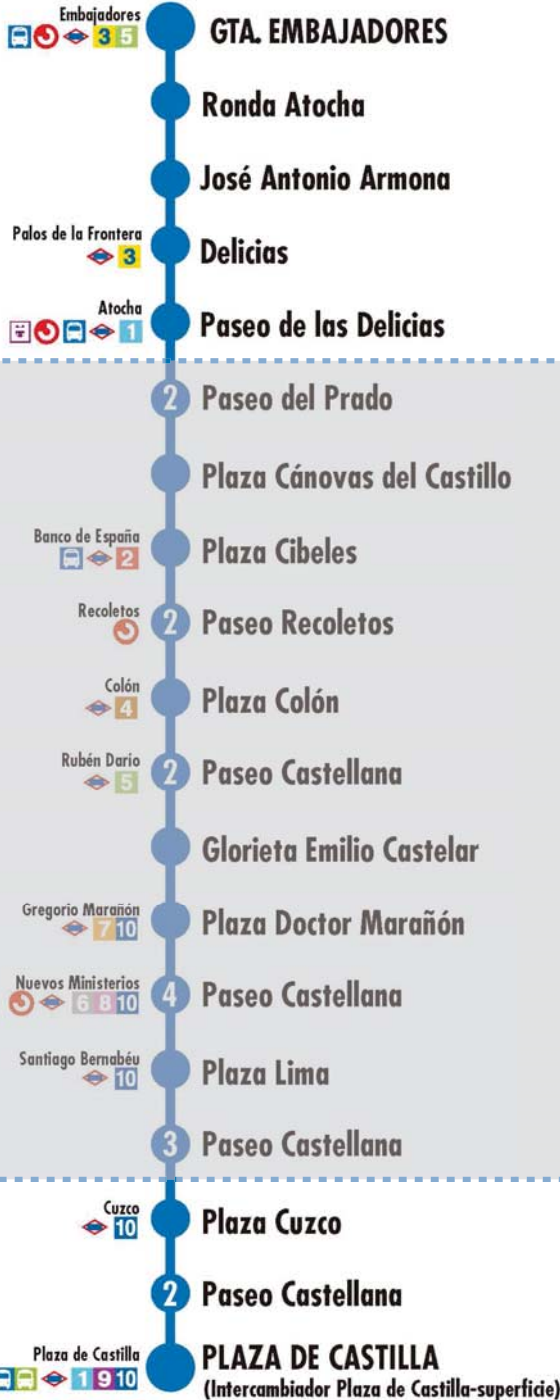 Embajadores
3 5
GTA. EMBAJADORES
Ronda Atocha
José Antonio Armona
Palos de la Frontera
3
Delicias
Atocha
1
Paseo de las Delicias
2 Paseo del Prado
Plaza Cánovas del Castillo
Banco de España
2
Plaza Cibeles
Recoletos
2 Paseo Recoletos
Colón
4
Plaza Colón
Rubén Dario
5
2 Paseo Castellana
Glorieta Emilio Castelar
Gregorio Marañón
7 10
Plaza Doctor Marañón
Nuevos Ministerios
6 8 10
4 Paseo Castellana
Santiago Bernabéu
10
Plaza Lima
3 Paseo Castellana
Cuzco
10
Plaza Cuzco
2 Paseo Castellana
Plaza de Castilla
1 9 10
PLAZA DE CASTILLA
(Intercambiador Plaza de Castilla-superficie)